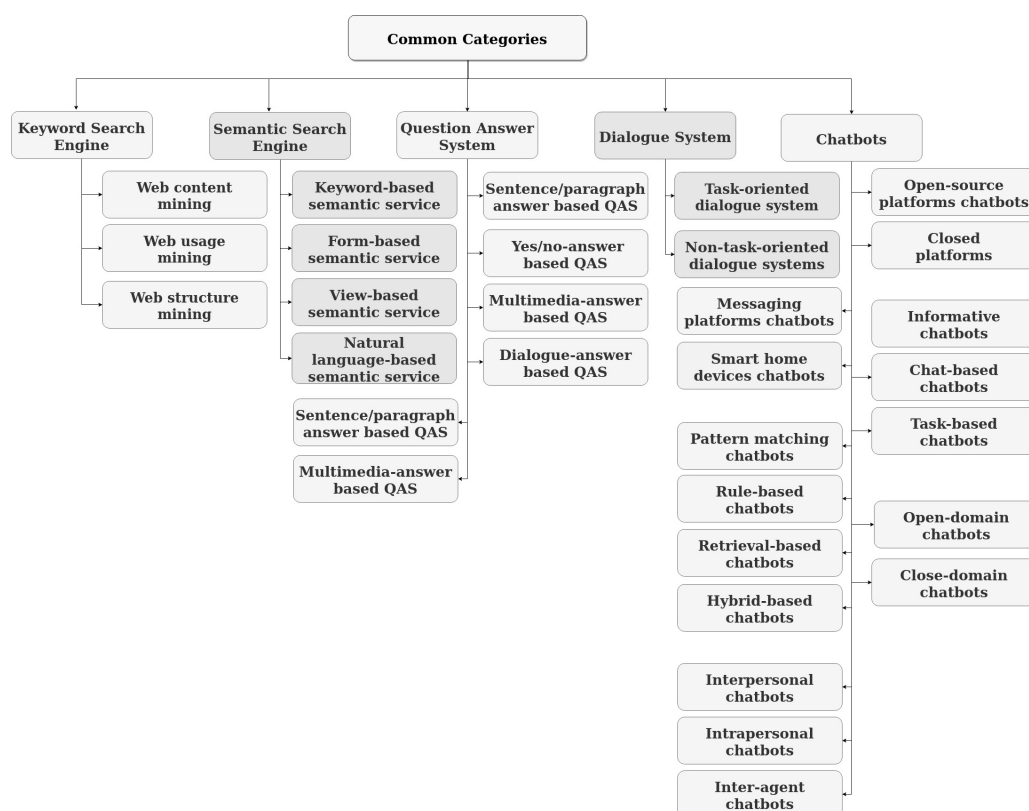 Common Categories
Keyword Search
Engine
Semantic Search
Engine
Question Answer
System
Dialogue System
Chatbots
Web content
mining
Web usage
mining
Web structure
mining
Keyword-based
semantic service
Form-based
semantic service
View-based
semantic service
Natural
language-based
semantic service
Sentence/paragraph
answer based QAS
Yes/no-answer
based QAS
Multimedia-answer
based QAS
Dialogue-answer
based QAS
Sentence/paragraph
answer based QAS
Multimedia-answer
based QAS
Task-oriented
dialogue system
Non-task-oriented
dialogue systems
Messaging
platforms chatbots
Smart home
devices chatbots
Pattern matching
chatbots
Rule-based
chatbots
Retrieval-based
chatbots
Hybrid-based
chatbots
Interpersonal
chatbots
Intrapersonal
chatbots
Inter-agent
chatbots
Open-source
platforms chatbots
Closed
platforms
Informative
chatbots
Chat-based
chatbots
Task-based
chatbots
Open-domain
chatbots
Close-domain
chatbots